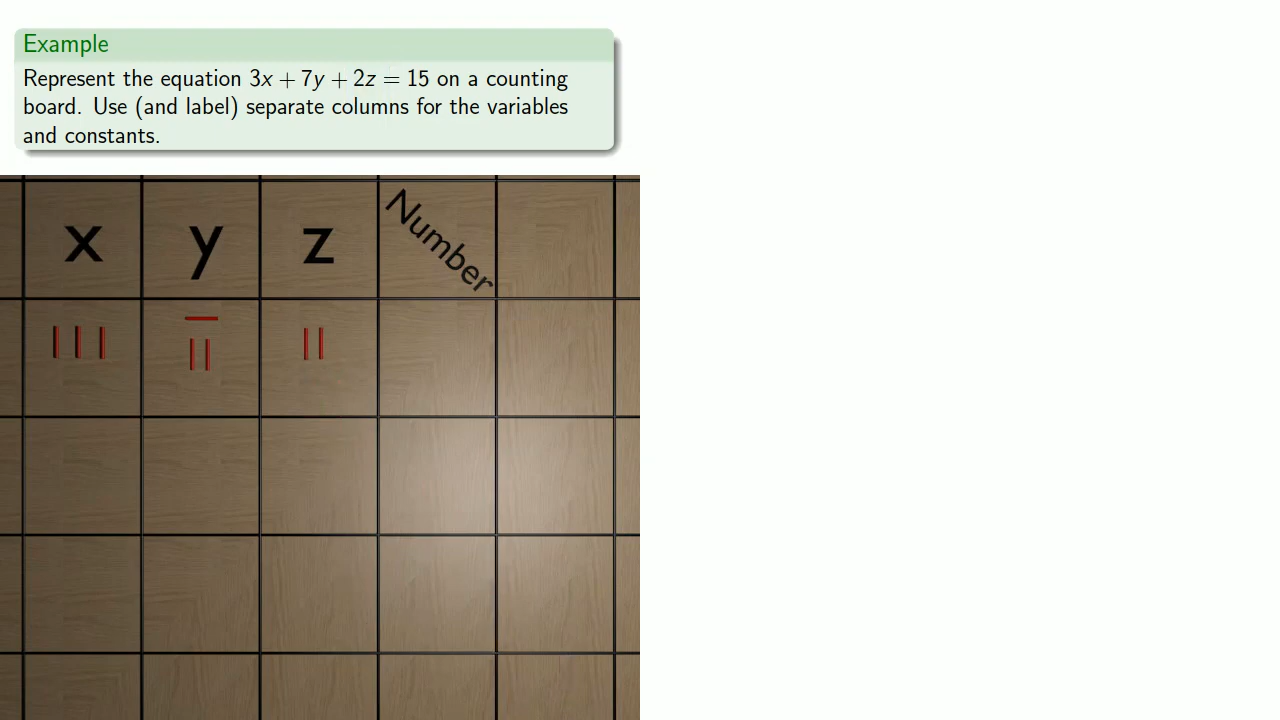 Example
Represent the equation 3x + 7y + 2z = 15 on a counting
board. Use (and label) separate columns for the variables
and constants.
x y z Number